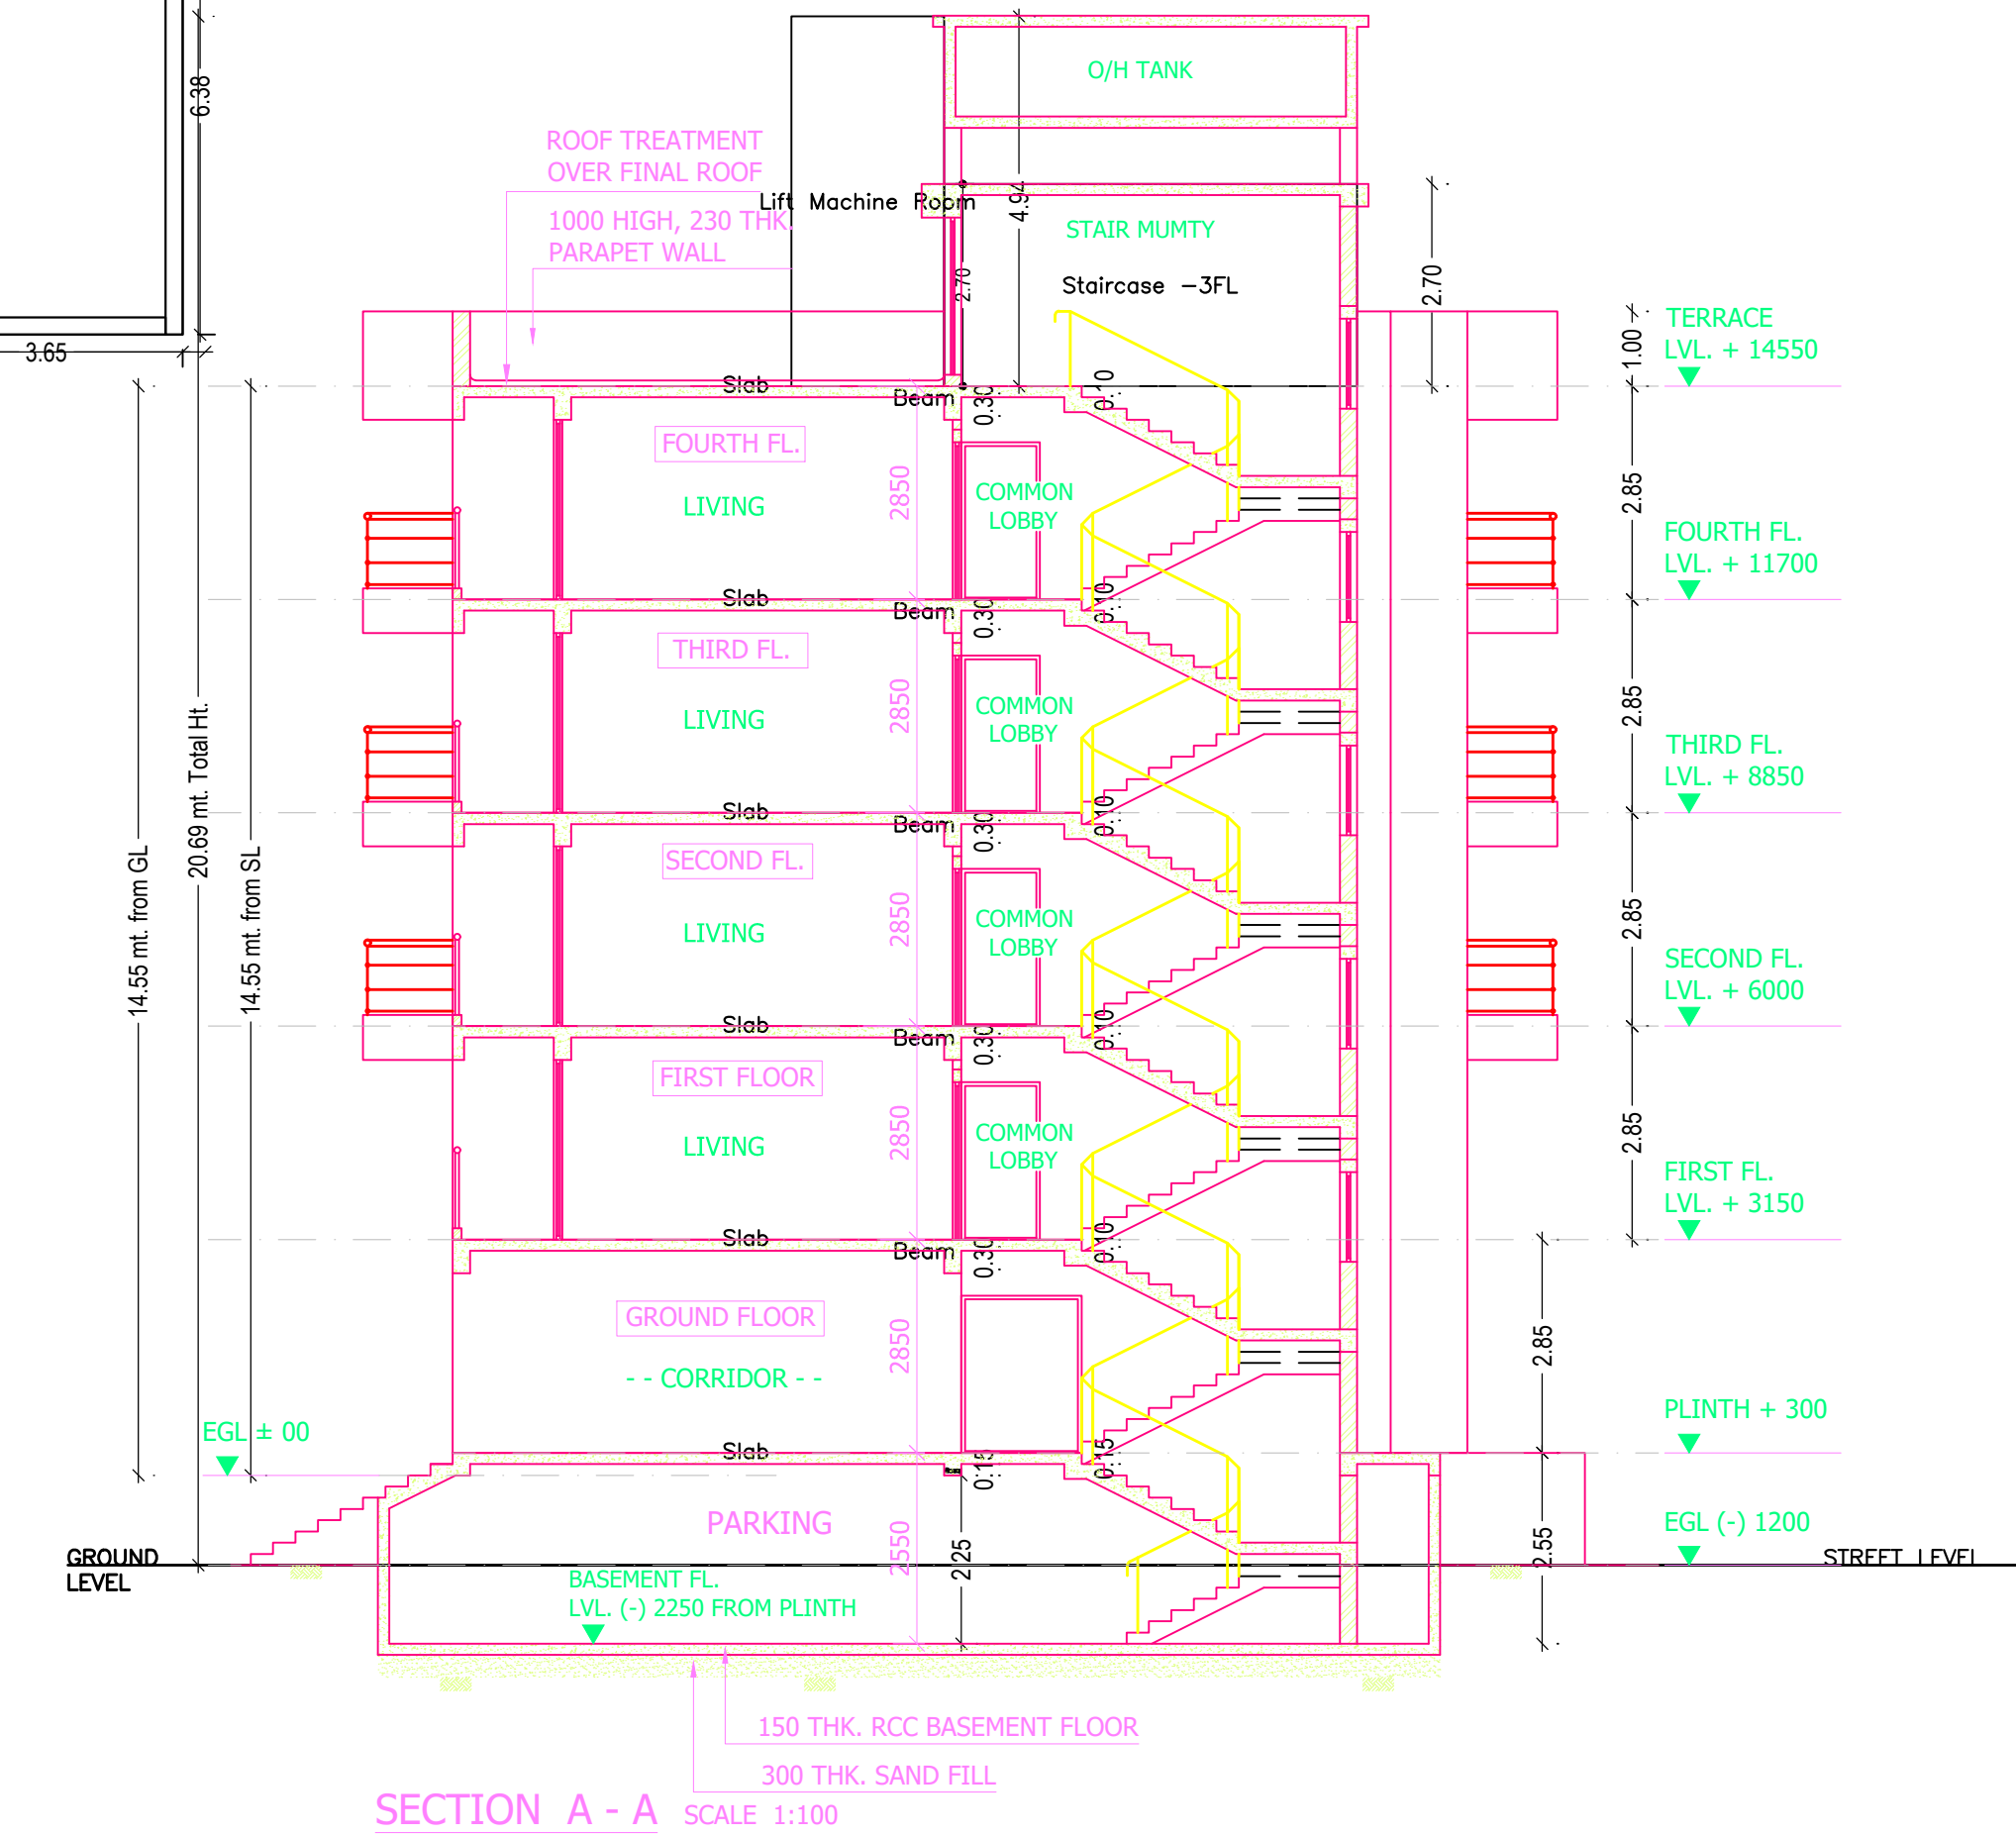 O/H TANK
6.38
ROOF TREATMENT
OVER FINAL ROOF
Lift Machine Room
4.94
1000 HIGH, 230 THK.
PARAPET WALL
STAIR MUMTY
2.70
Staircase -3FL
2.70
3.65
1.00
TERRACE
LVL. + 14550
Slab
Beam
0.30
0.10
FOURTH FL.
LIVING
2850
COMMON
LOBBY
2.85
FOURTH FL.
LVL. + 11700
Slab
Beam
0.30
0.10
THIRD FL.
LIVING
2850
COMMON
LOBBY
2.85
THIRD FL.
LVL. + 8850
20.69 mt. Total Ht.
14.55 mt. from GL
14.55 mt. from SL
Slab
Beam
0.30
0.10
SECOND FL.
LIVING
2850
COMMON
LOBBY
2.85
SECOND FL.
LVL. + 6000
Slab
Beam
0.30
0.10
FIRST FLOOR
LIVING
2850
COMMON
LOBBY
2.85
FIRST FL.
LVL. + 3150
Slab
Beam
0.30
0.10
GROUND FLOOR
- - CORRIDOR - -
2850
2.85
PLINTH + 300
EGL ± 00
Slab
0.15
0.15
PARKING
2550
2.25
2.55
EGL (-) 1200
GROUND
LEVEL
STREET LEVEL
BASEMENT FL.
LVL. (-) 2250 FROM PLINTH
150 THK. RCC BASEMENT FLOOR
300 THK. SAND FILL
SECTION A - A SCALE 1:100